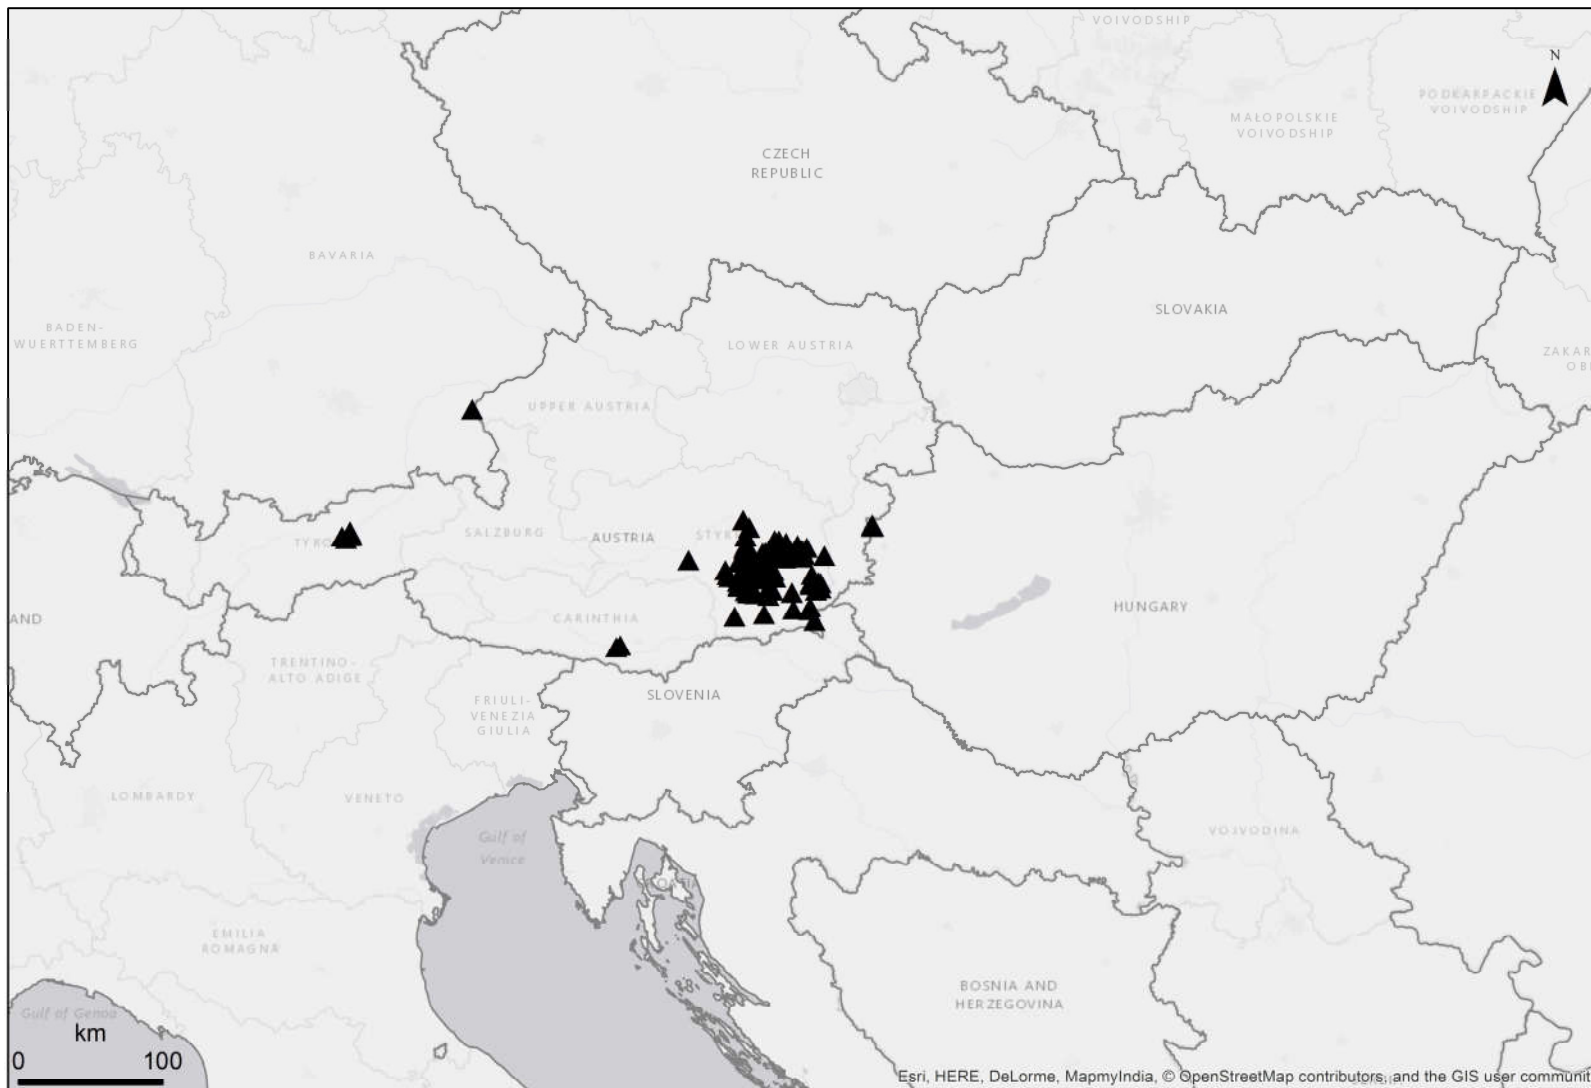 VOIVODSHIP
N
PODKARPACKIE
VOIVODSHIP
MAŁOPOLSKIE
VOIVODSHIP
CZECH
REPUBLIC
BAVARIA
SLOVAKIA
BADEN-
WUERTTEMBERG
LOWER AUSTRIA
ZAKAR
OB
UPPER AUSTRIA
TYRO
SALZBURG
AUSTRIA
STYR
AND
CARINTHIA
HUNGARY
TRENTINO-
ALTO ADIGE
SLOVENIA
FRIULI-
VENEZIA
GIULIA
LOMBARDY
VENETO
Gulf of
Venice
VOJVODINA
EMILIA
ROMAGNA
BOSNIA AND
HERZEGOVINA
Gulf of Genoa
km
0 100
Esri, HERE, DeLorme, MapmyIndia, © OpenStreetMap contributors, and the GIS user communit